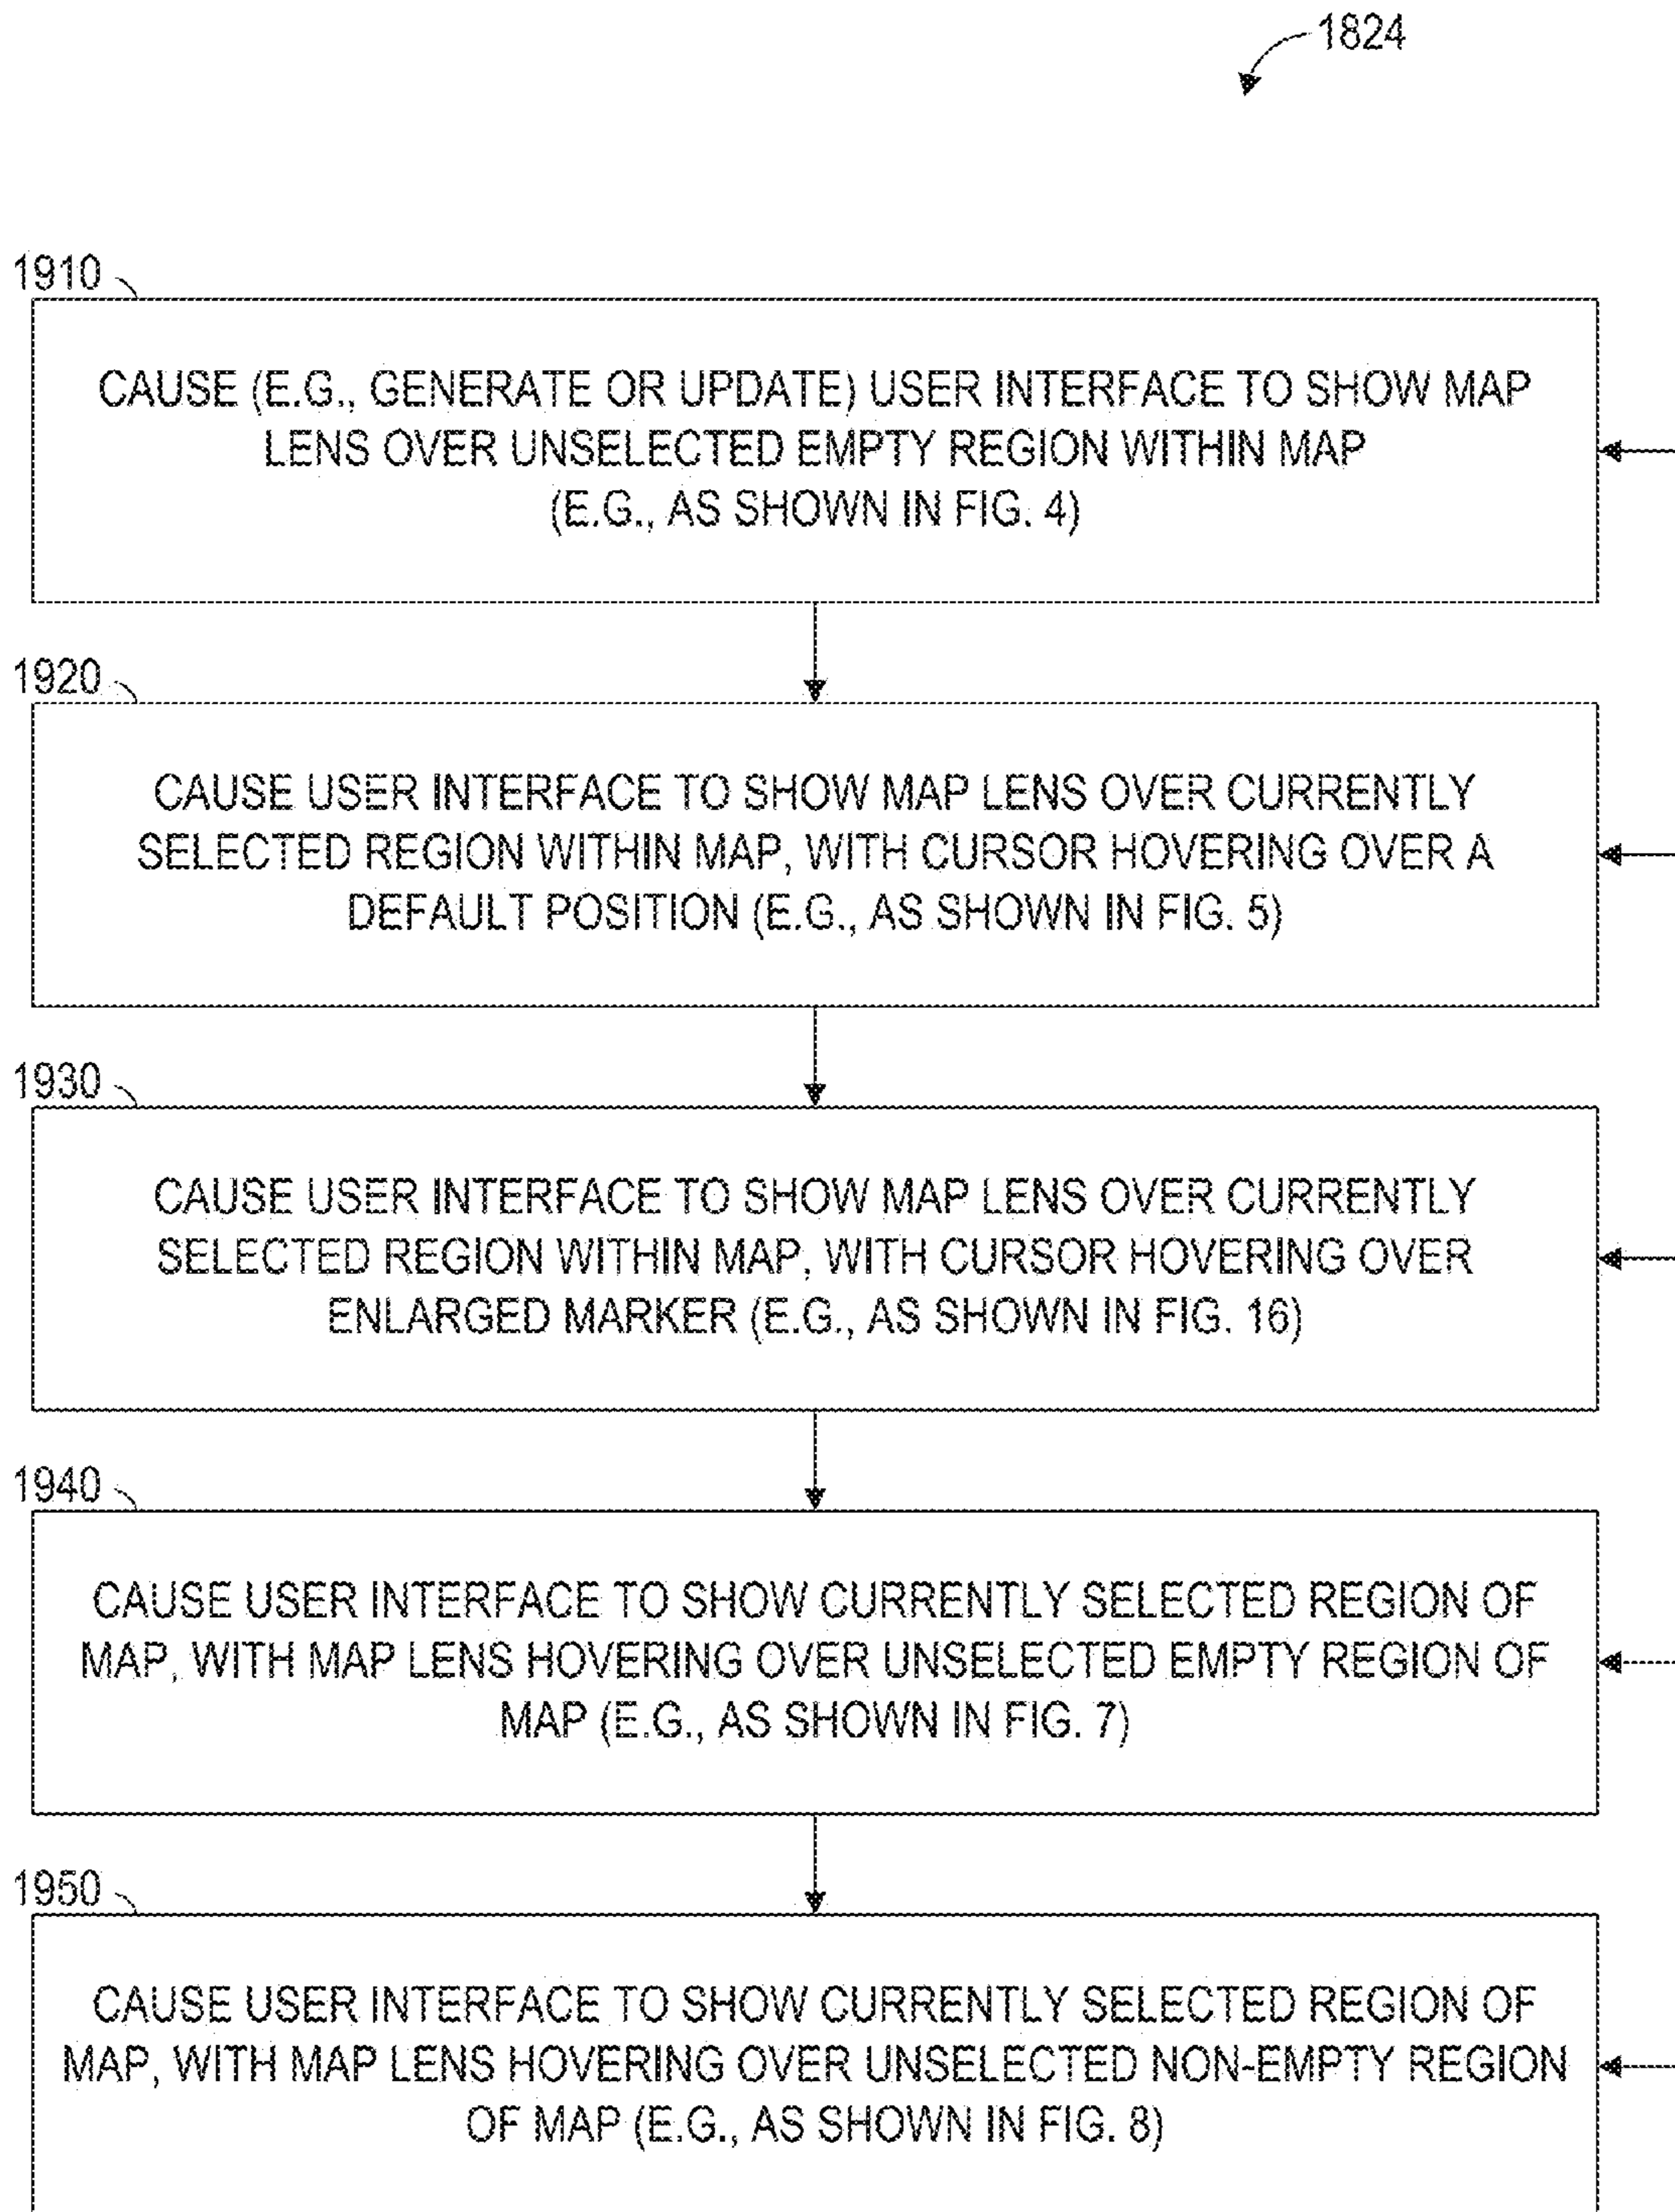 1824
1910
CAUSE (E.G., GENERATE OR UPDATE) USER INTERFACE TO SHOW MAP
LENS OVER UNSELECTED EMPTY REGION WITHIN MAP
(E.G., AS SHOWN IN FIG. 4)
1920
CAUSE USER INTERFACE TO SHOW MAP LENS OVER CURRENTLY
SELECTED REGION WITHIN MAP, WITH CURSOR HOVERING OVER A
DEFAULT POSITION (E.G., AS SHOWN IN FIG. 5)
1930
CAUSE USER INTERFACE TO SHOW MAP LENS OVER CURRENTLY
SELECTED REGION WITHIN MAP, WITH CURSOR HOVERING OVER
ENLARGED MARKER (E.G., AS SHOWN IN FIG. 16)
1940
CAUSE USER INTERFACE TO SHOW CURRENTLY SELECTED REGION OF
MAP, WITH MAP LENS HOVERING OVER UNSELECTED EMPTY REGION OF
MAP (E.G., AS SHOWN IN FIG. 7)
1950
CAUSE USER INTERFACE TO SHOW CURRENTLY SELECTED REGION OF
MAP, WITH MAP LENS HOVERING OVER UNSELECTED NON-EMPTY REGION
OF MAP (E.G., AS SHOWN IN FIG. 8)